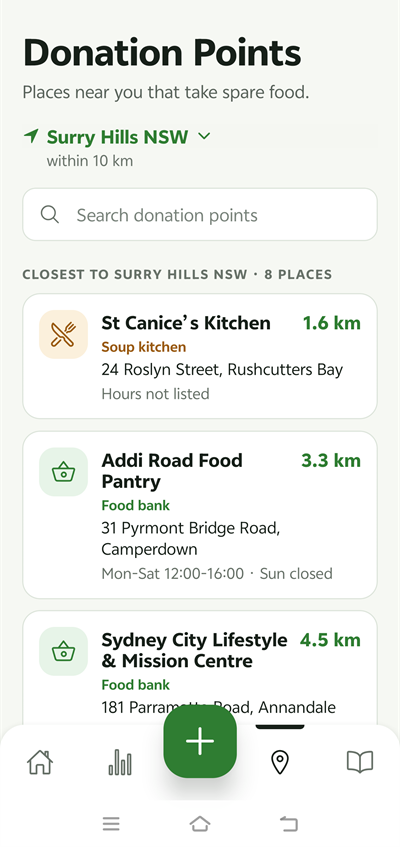 Donation Points
Places near you that take spare food.
Surry Hills NSW
within 10 km
Search donation points
CLOSEST TO SURRY HILLS NSW · 8 PLACES
St Canice’s Kitchen 1.6 km
Soup kitchen
24 Roslyn Street, Rushcutters Bay
Hours not listed
Addi Road Food 3.3 km
Pantry
Food bank
31 Pyrmont Bridge Road,
Camperdown
Mon-Sat 12:00-16:00 · Sun closed
Sydney City Lifestyle 4.5 km
& Mission Centre
Food bank
181 Parramatta Road, Annandale